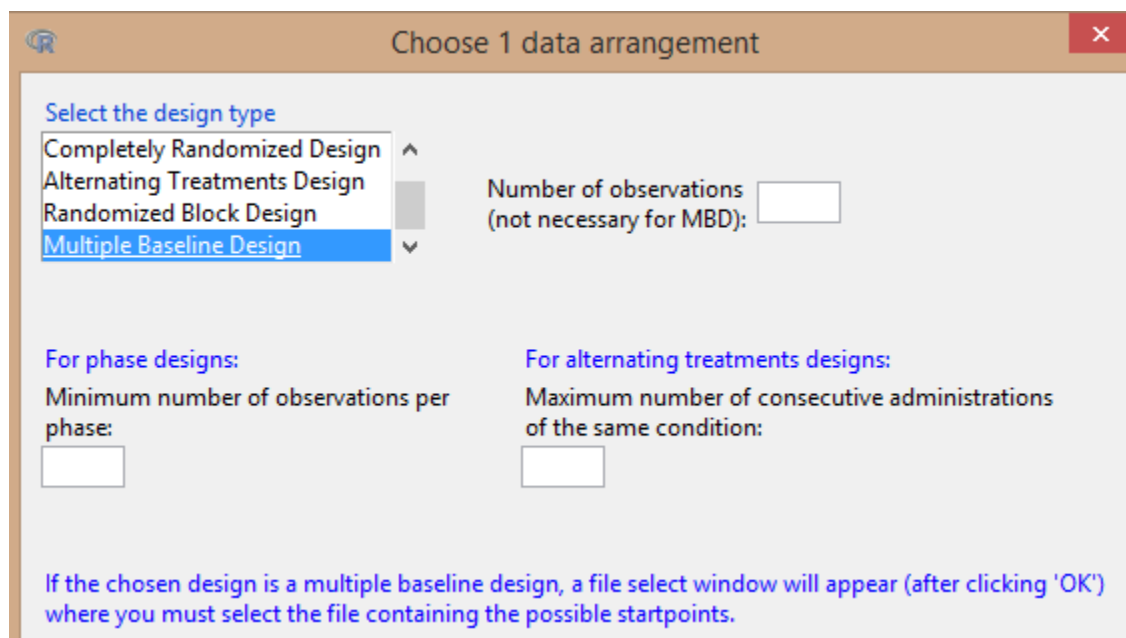 Choose 1 data arrangement
Select the design type
Completely Randomized Design
Alternating Treatments Design
Randomized Block Design
Multiple Baseline Design
Number of observations
(not necessary for MBD):
For phase designs:
Minimum number of observations per
phase:
For alternating treatments designs:
Maximum number of consecutive administrations
of the same condition:
If the chosen design is a multiple baseline design, a file select window will appear (after clicking 'OK')
where you must select the file containing the possible startpoints.